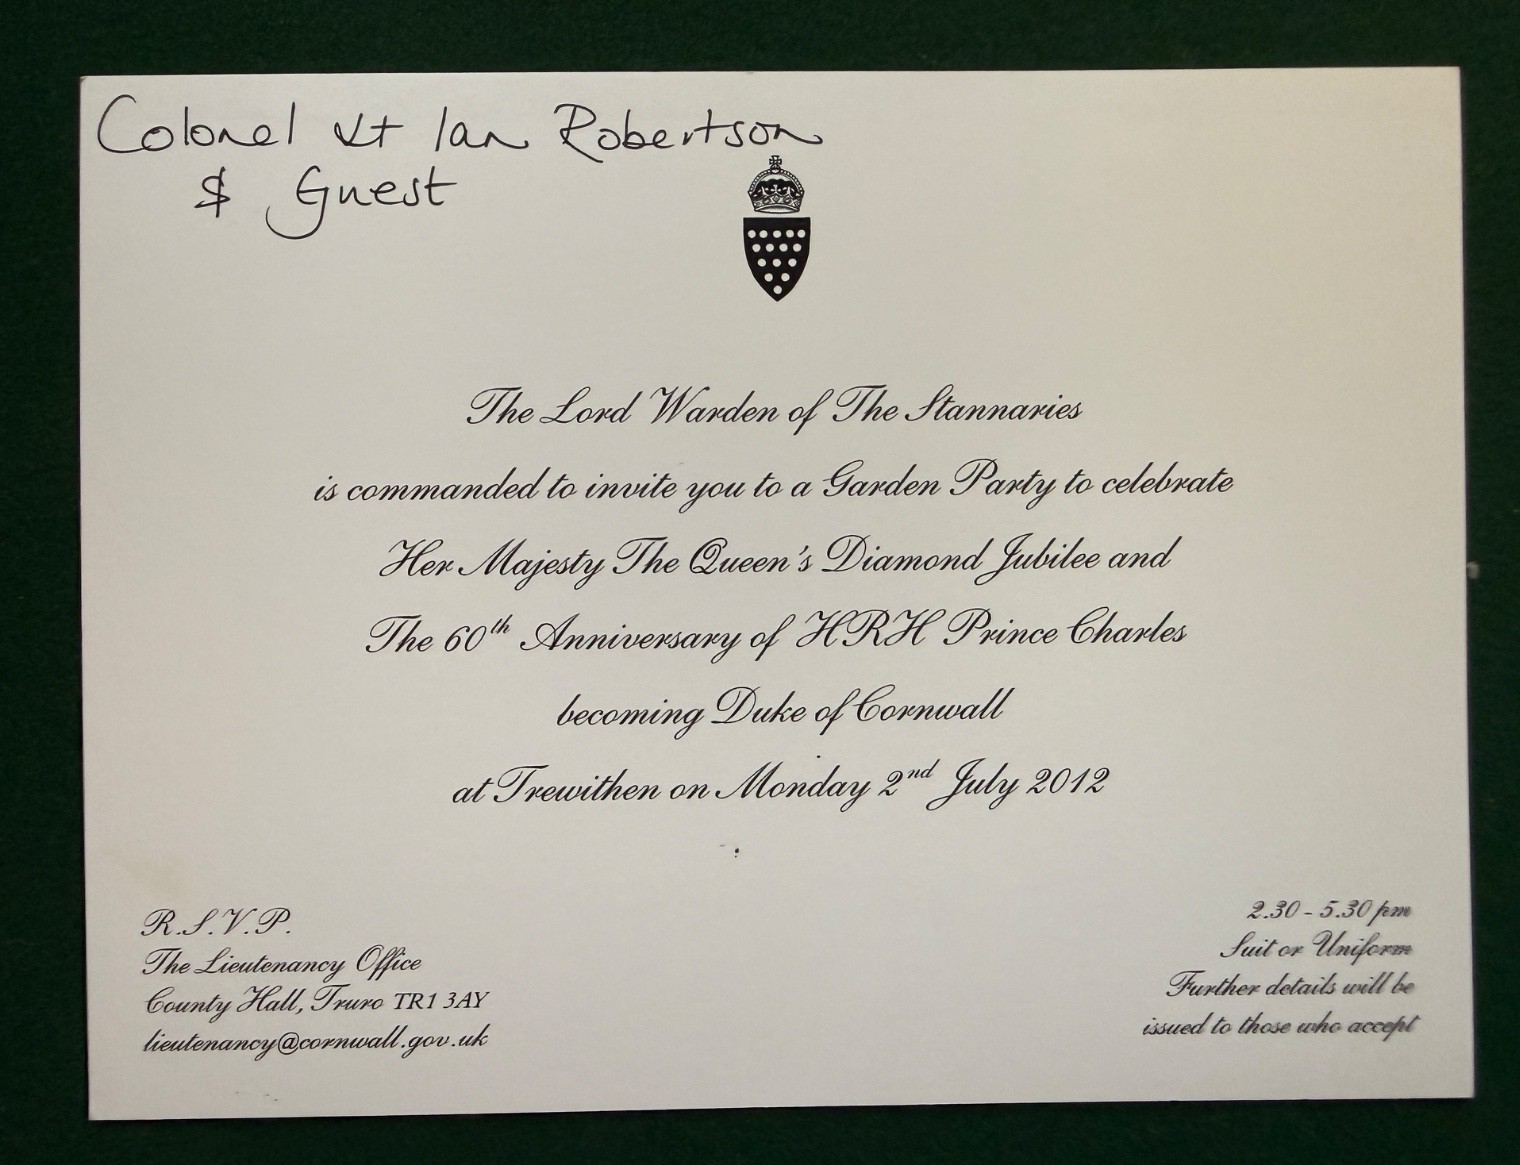 Colonel Lt Ian Robertson
& Guest
The Lord Warden of The Stannaries
is commanded to invite you to a Garden Party to celebrate
Her Majesty The Queen's Diamond Jubilee and
The 60th Anniversary of HRH Prince Charles
becoming Duke of Cornwall
at Trewithen on Monday 2nd July 2012
R.S.V.P.
The Lieutenancy Office
County Hall, Truro TR1 3AY
lieutenancy@cornwall.gov.uk
2.30 - 5.30 pm
Suit or Uniform
Further details will be
issued to those who accept